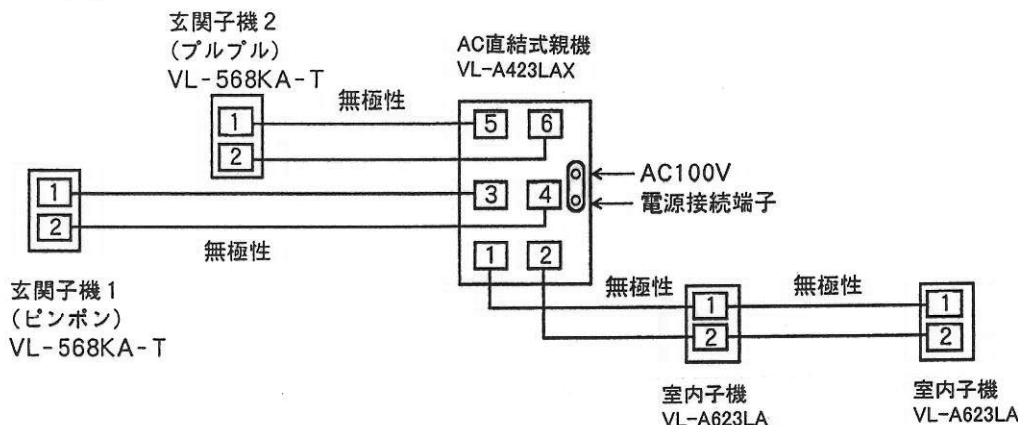 玄関子機2
(プルプル)
VL-568KA-T
1
2
無極性
AC直結式親機
VL-A423LAX
5
6
3
4
1
2
AC100V
電源接続端子
1
2
無極性
玄関子機1
(ピンポン)
VL-568KA-T
無極性
1
2
室内子機
VL-A623LA
無極性
1
2
室内子機
VL-A623LA